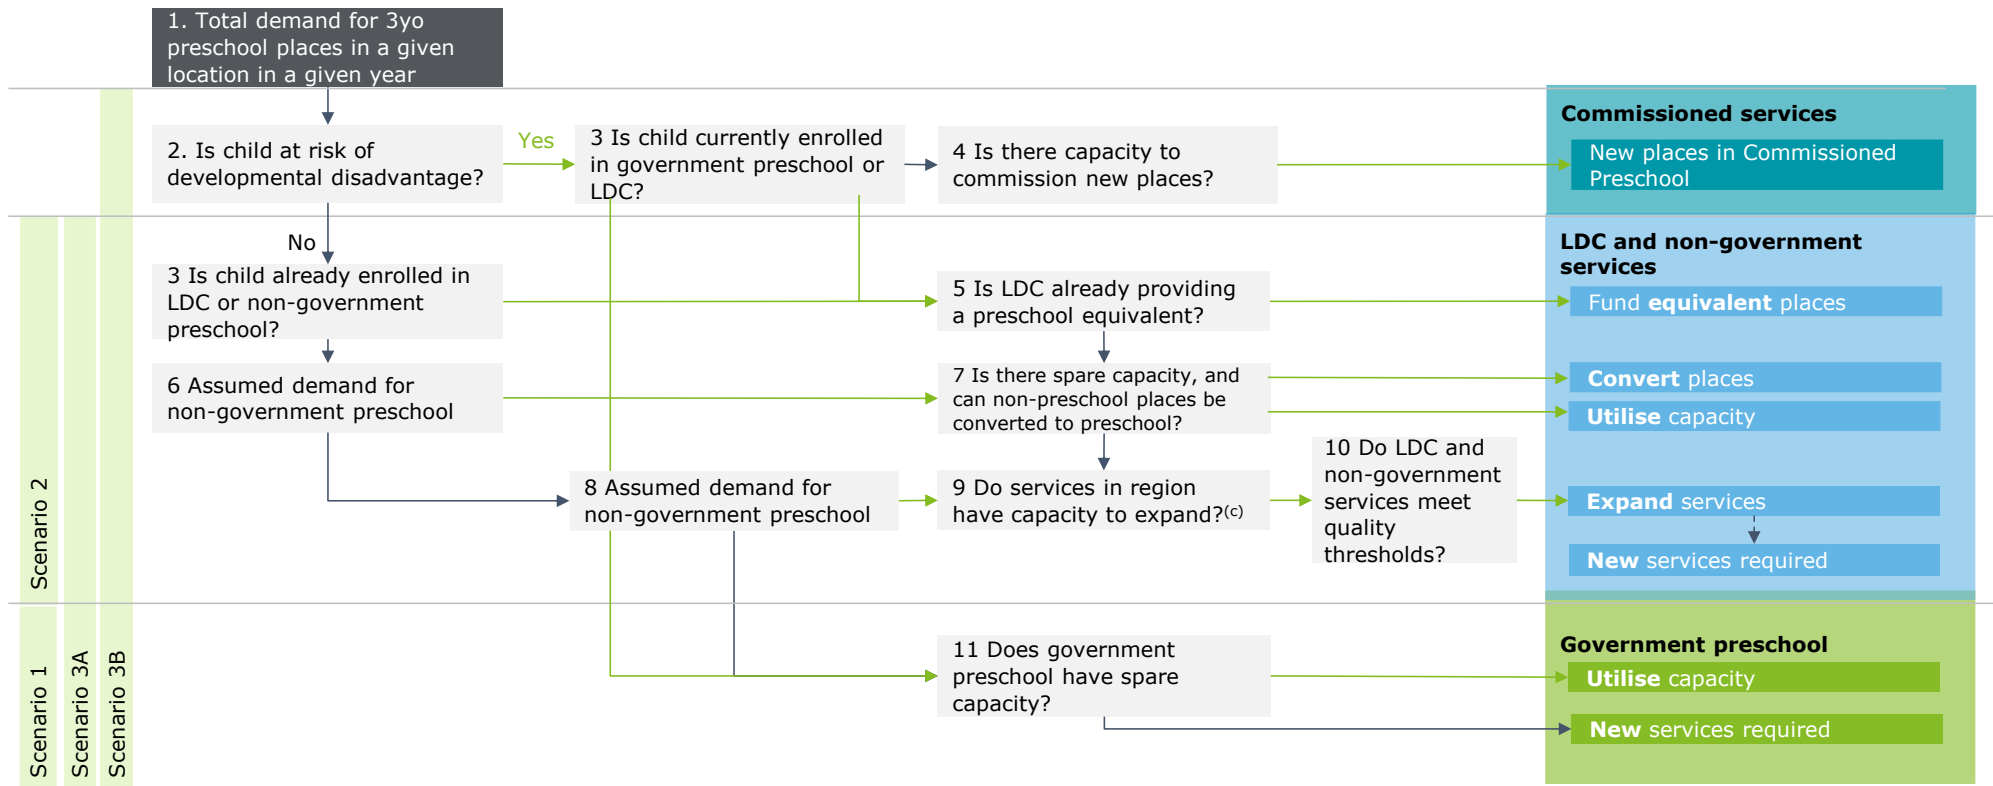 1. Total demand for 3yo
preschool places in a given
location in a given year
2. Is child at risk of
developmental disadvantage?
Yes
3 Is child currently enrolled
in government preschool or
LDC?
4 Is there capacity to
commission new places?
Commissioned services
New places in Commissioned
Preschool
No
3 Is child already enrolled in
LDC or non-government
preschool?
5 Is LDC already providing
a preschool equivalent?
LDC and non-government
services
Fund equivalent places
6 Assumed demand for
non-government preschool
7 Is there spare capacity, and
can non-preschool places be
converted to preschool?
Convert places
Utilise capacity
8 Assumed demand for
non-government preschool
9 Do services in region
have capacity to expand?(c)
10 Do LDC and
non-government
services meet
quality
thresholds?
Expand services
New services required
11 Does government
preschool have spare
capacity?
Government preschool
Utilise capacity
New services required
Scenario 2
Scenario 1
Scenario 3A
Scenario 3B